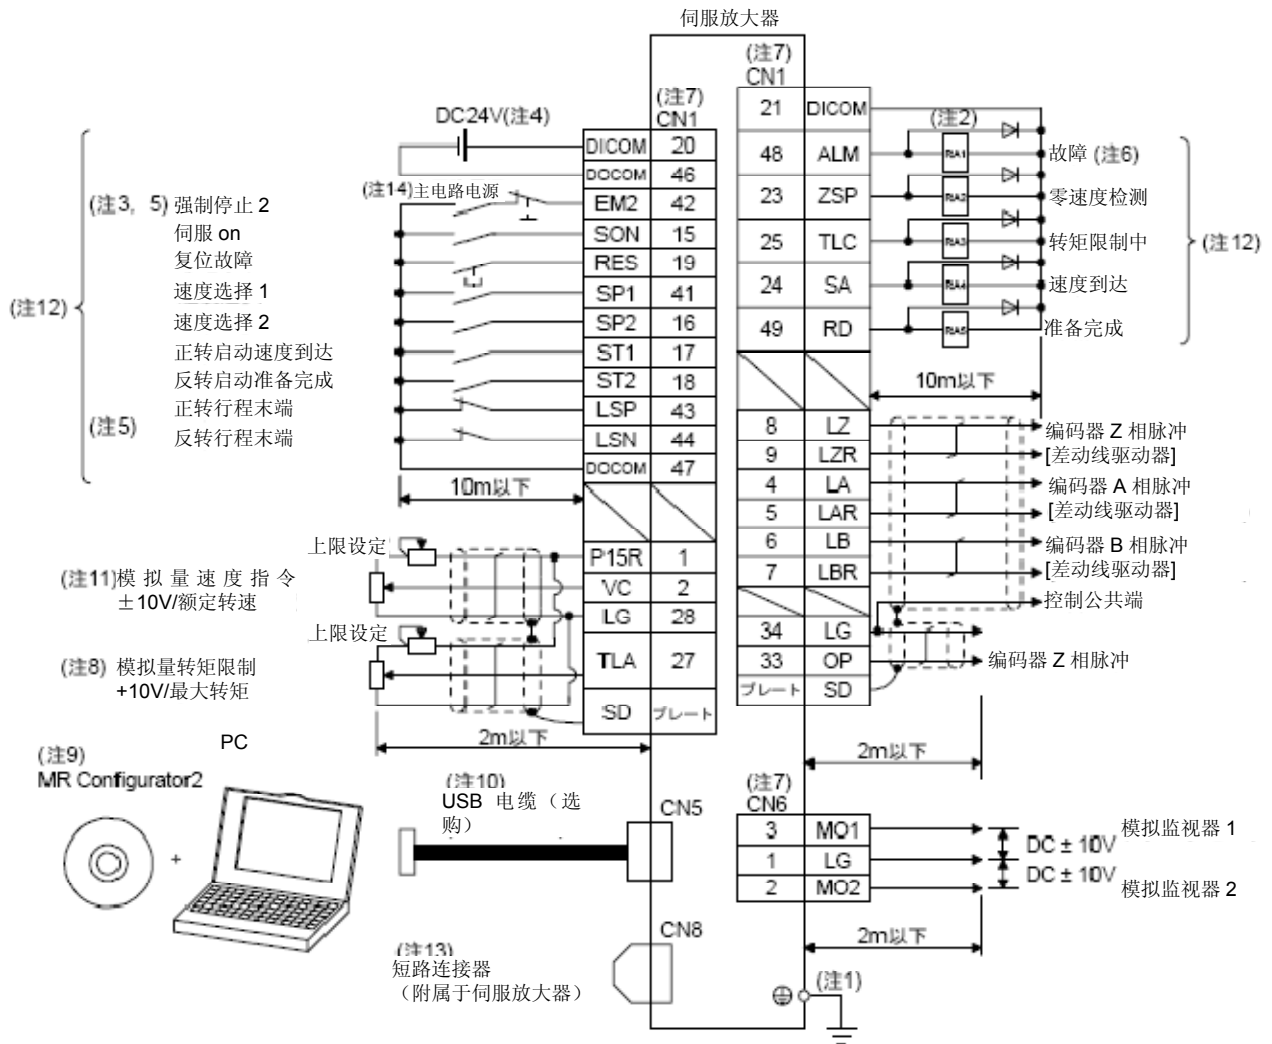 伺服放大器
(注7)
CN1
DC24V(注4)
DICOM 20
DOCOM 46
(注14)主电路电源
EM2 42
SON 15
RES 19
SP1 41
SP2 16
ST1 17
ST2 18
LSP 43
LSN 44
DOCOM 47
(注3, 5) 强制停止 2
伺服 on
复位故障
速度选择 1
速度选择 2
正转启动速度到达
反转启动准备完成
正转行程末端
(注5)
反转行程末端
(注12)
10m以下
上限设定
P15R 1
(注11)模拟量速度指令
±10V/额定转速
VC 2
LG 28
上限设定
(注8) 模拟量转矩限制
+10V/最大转矩
TLA 27
SD プレート
2m以下
(注7)
CN1
21 DICOM
(注2)
48 ALM RA1 故障 (注6)
23 ZSP RA2 零速度检测
25 TLC RA3 转矩限制中
24 SA RA4 速度到达
49 RD RA5 准备完成
(注12)
10m以下
8 LZ 编码器 Z 相脉冲
9 LZR [差动线驱动器]
4 LA 编码器 A 相脉冲
5 LAR [差动线驱动器]
6 LB 编码器 B 相脉冲
7 LBR [差动线驱动器]
控制公共端
34 LG
33 OP 编码器 Z 相脉冲
プレート SD
2m以下
(注9)
MR Configurator2
PC
+
(注10)
USB 电缆（选
购）
CN5
(注7)
CN6
3 MO1 模拟监视器 1
DC ± 10V
1 LG
DC ± 10V
2 MO2 模拟监视器 2
2m以下
CN8
(注13)
短路连接器
（附属于伺服放大器）
(注1)